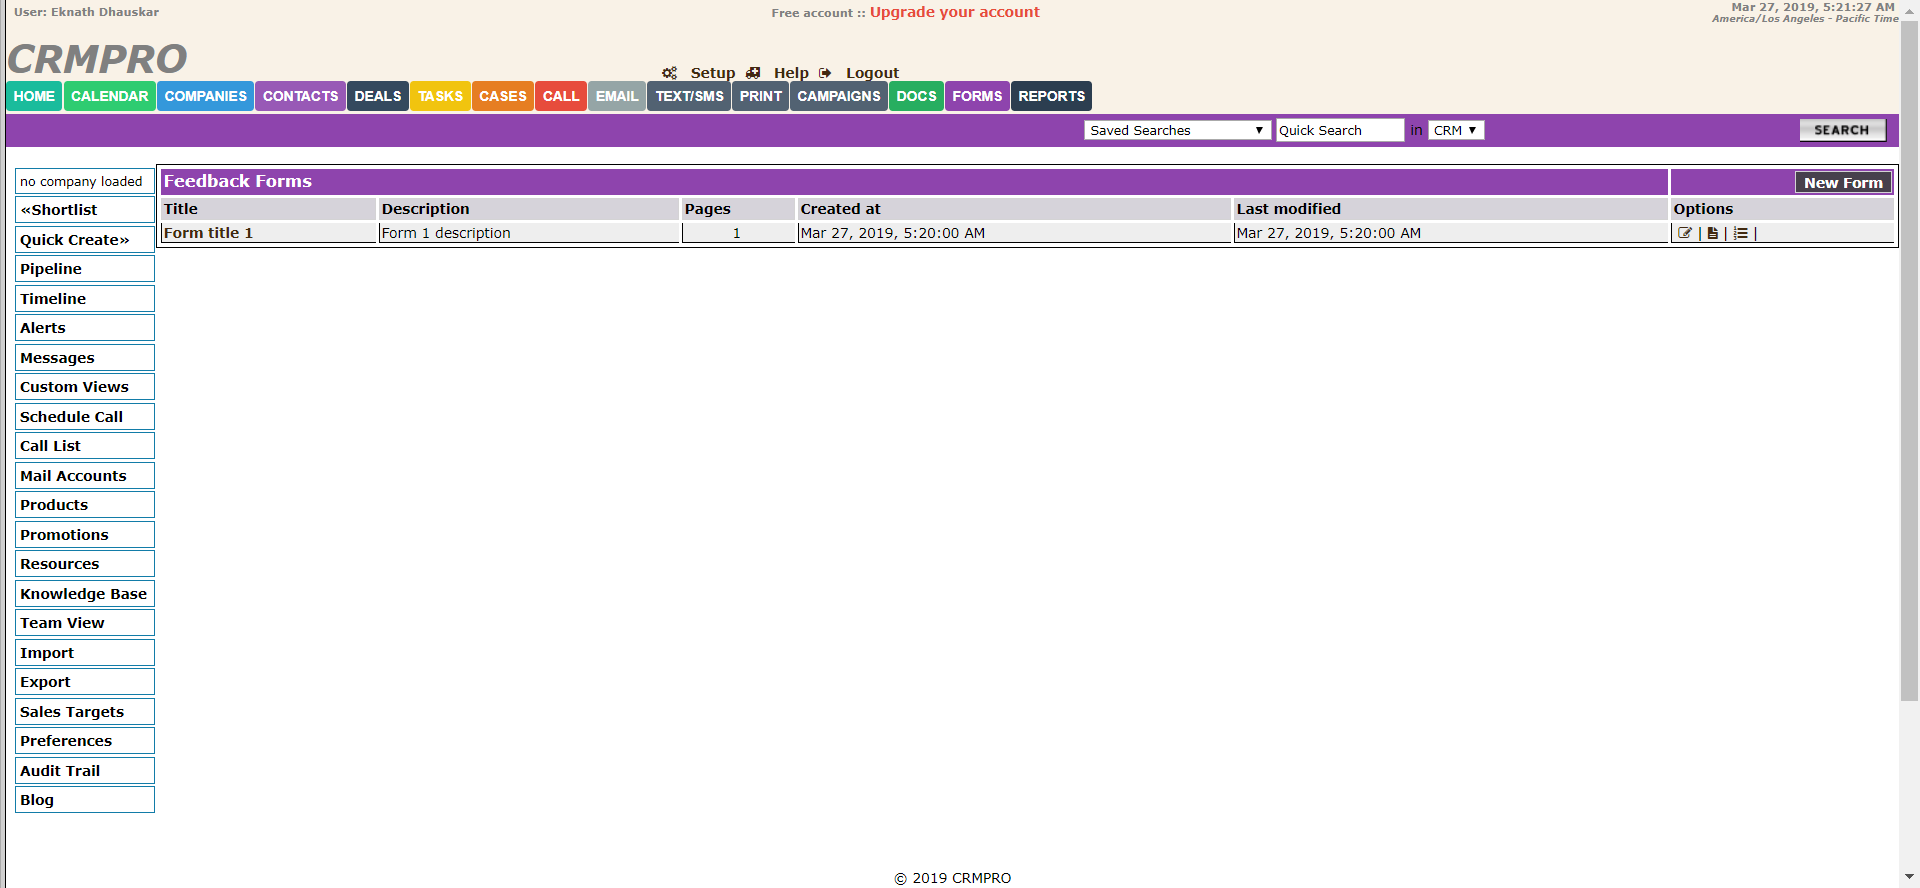 User: Eknath Dhauskar
Free account :: Upgrade your account
Mar 27, 2019, 5:21:27 AM
America/Los Angeles - Pacific Time
CRMPRO
Setup Help Logout
HOME CALENDAR COMPANIES CONTACTS DEALS TASKS CASES CALL EMAIL TEXT/SMS PRINT CAMPAIGNS DOCS FORMS REPORTS
Saved Searches Quick Search in CRM SEARCH
no company loaded
«Shortlist
Quick Create»
Pipeline
Timeline
Alerts
Messages
Custom Views
Schedule Call
Call List
Mail Accounts
Products
Promotions
Resources
Knowledge Base
Team View
Import
Export
Sales Targets
Preferences
Audit Trail
Blog
Feedback Forms New Form
Title Description Pages Created at Last modified Options
Form title 1 Form 1 description 1 Mar 27, 2019, 5:20:00 AM Mar 27, 2019, 5:20:00 AM | | |
© 2019 CRMPRO